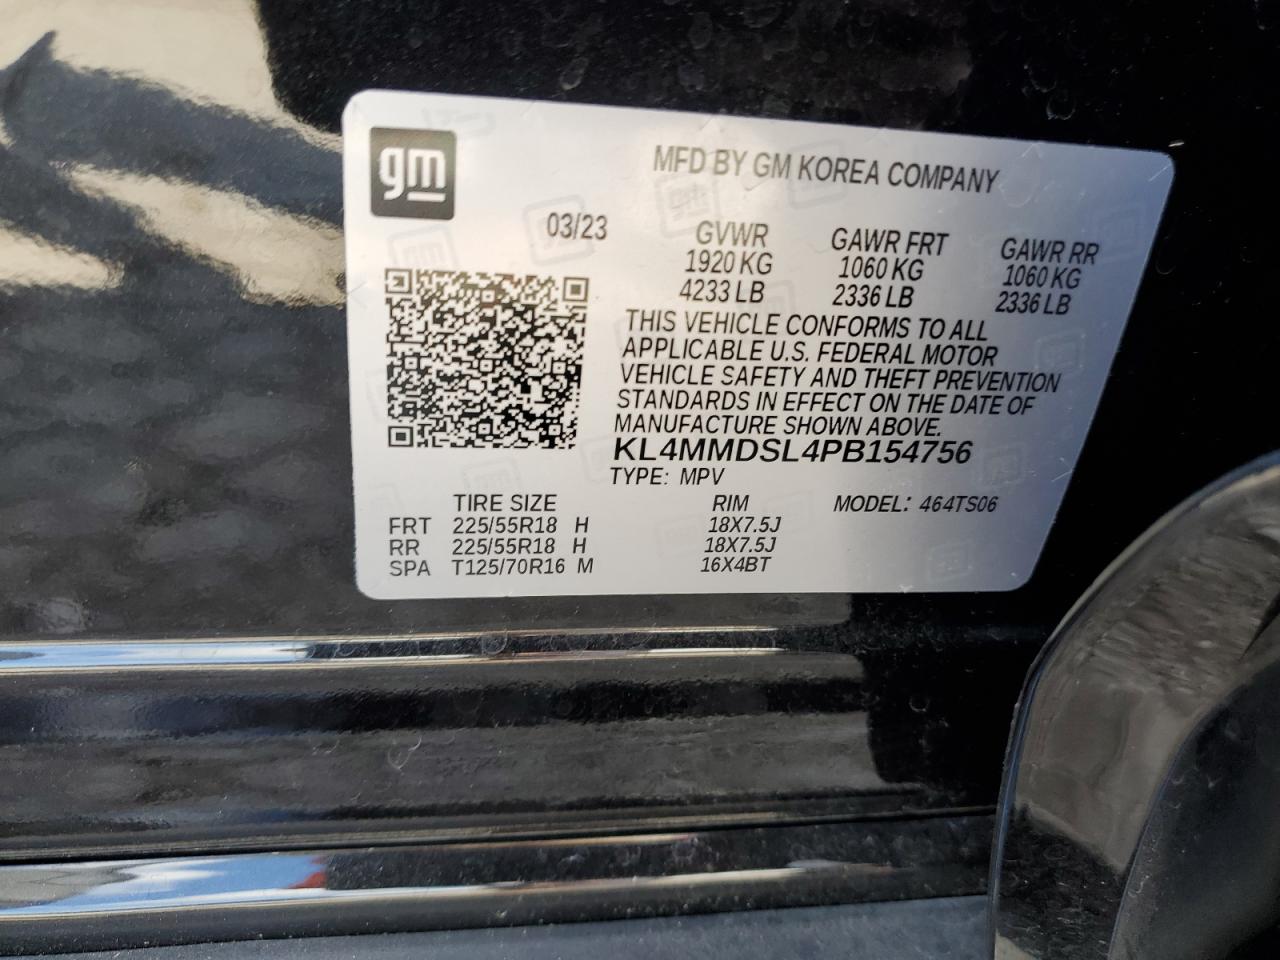 gm
MFD BY GM KOREA COMPANY
03/23
GVWR GAWR FRT GAWR RR
1920 KG 1060 KG 1060 KG
4233 LB 2336 LB 2336 LB
THIS VEHICLE CONFORMS TO ALL
APPLICABLE U.S. FEDERAL MOTOR
VEHICLE SAFETY AND THEFT PREVENTION
STANDARDS IN EFFECT ON THE DATE OF
MANUFACTURE SHOWN ABOVE.
KL4MMDSL4PB154756
TYPE: MPV
TIRE SIZE RIM MODEL: 464TS06
FRT 225/55R18 H 18X7.5J
RR 225/55R18 H 18X7.5J
SPA T125/70R16 M 16X4BT